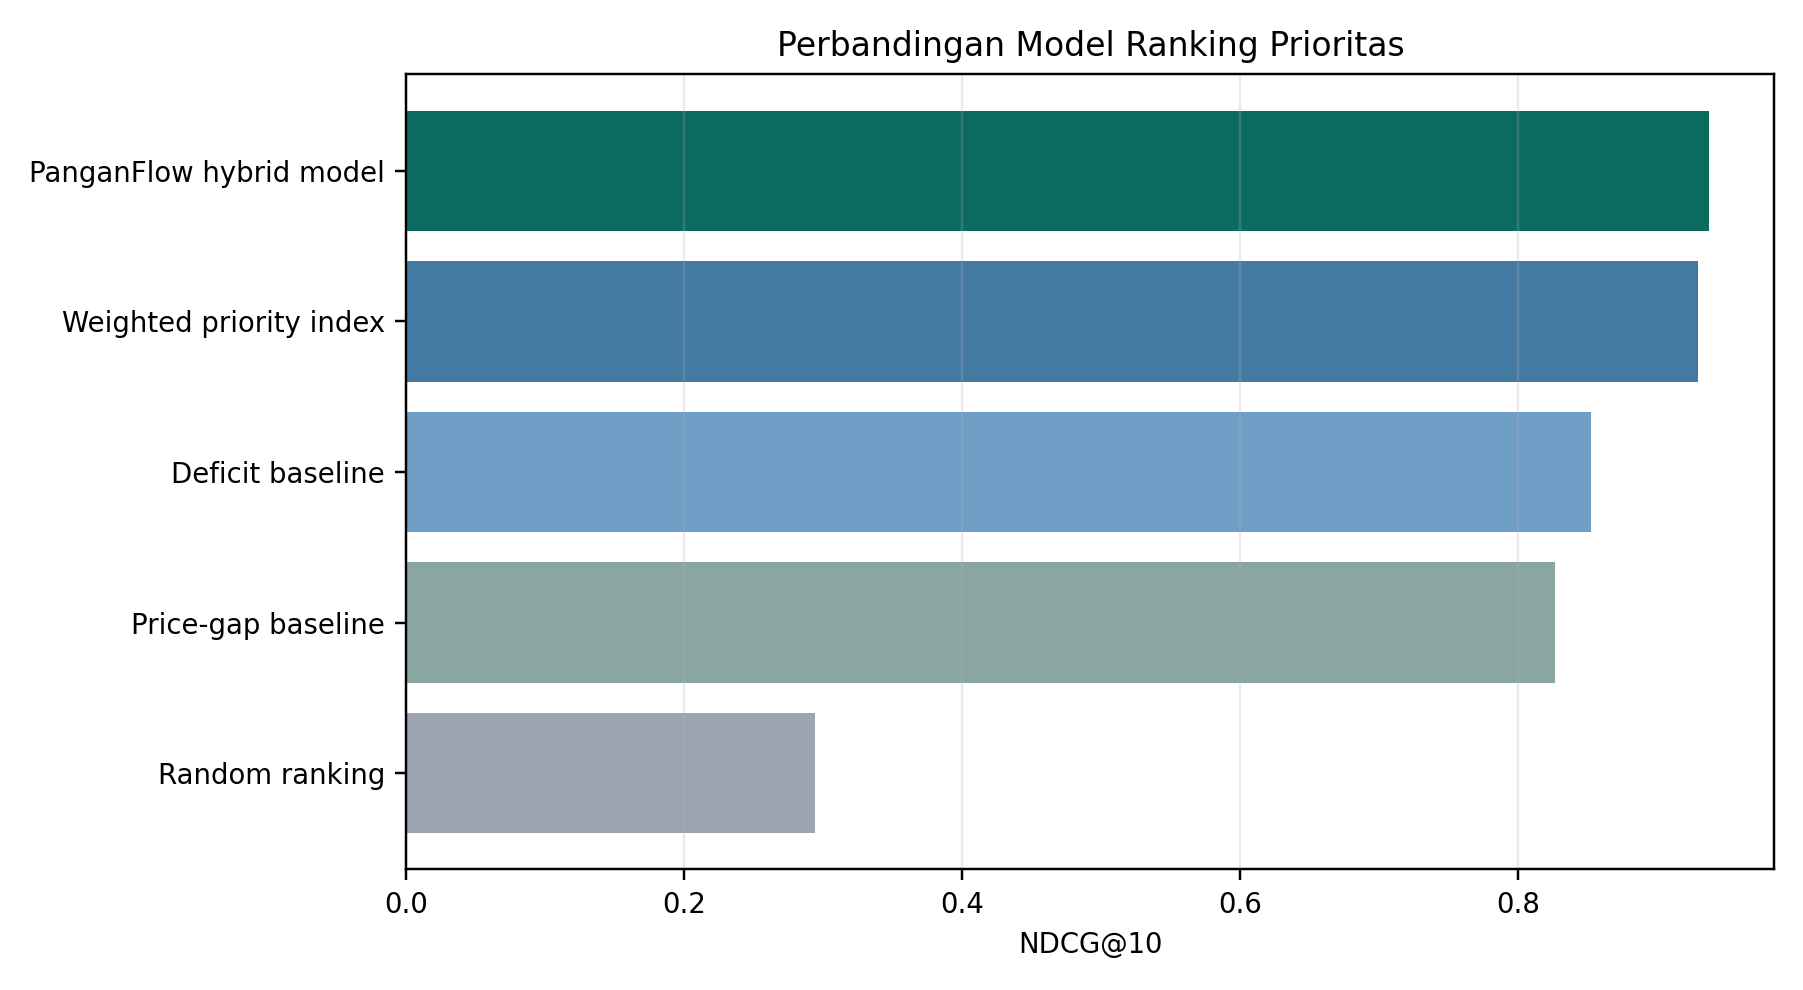 Perbandingan Model Ranking Prioritas
PanganFlow hybrid model
Weighted priority index
Deficit baseline
Price-gap baseline
Random ranking
0.0 0.2 0.4 0.6 0.8
NDCG@10